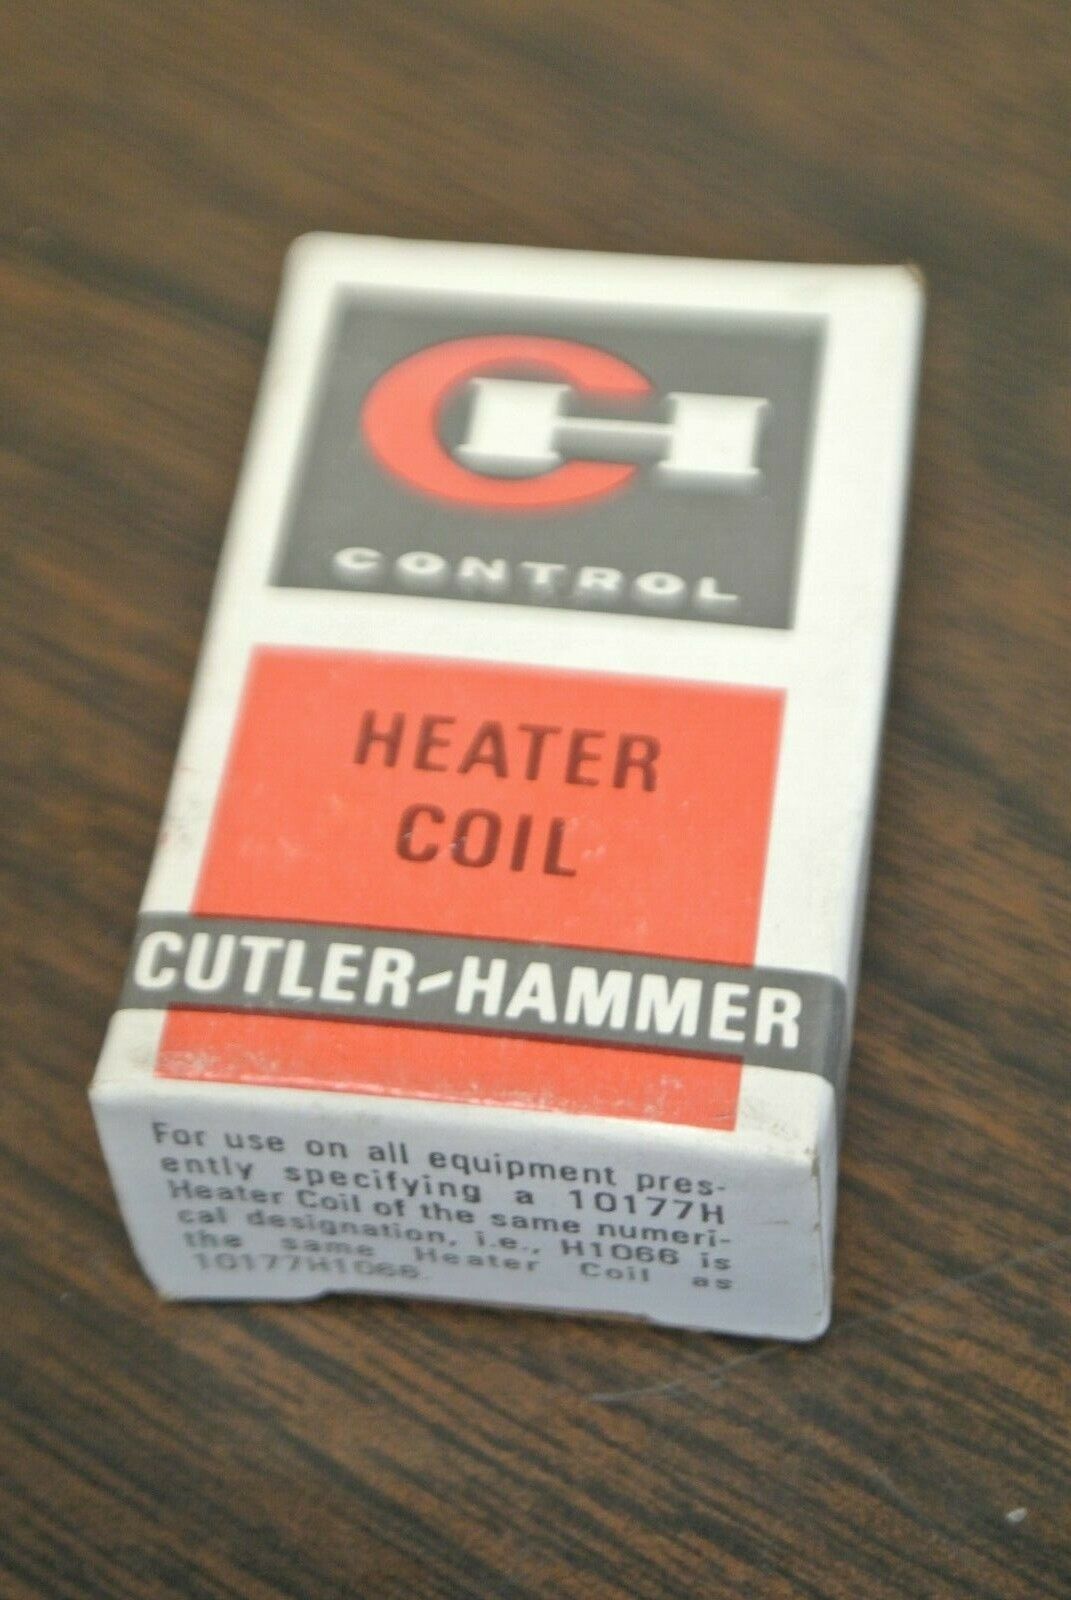 CH
CONTROL
HEATER
COIL
CUTLER-HAMMER
For use on all equipment pres-
ently specifying a 10177H
Heater Coil of the same numeri-
cal designation, i.e., H1066 is
the same Heater Coil as
10177H1066.